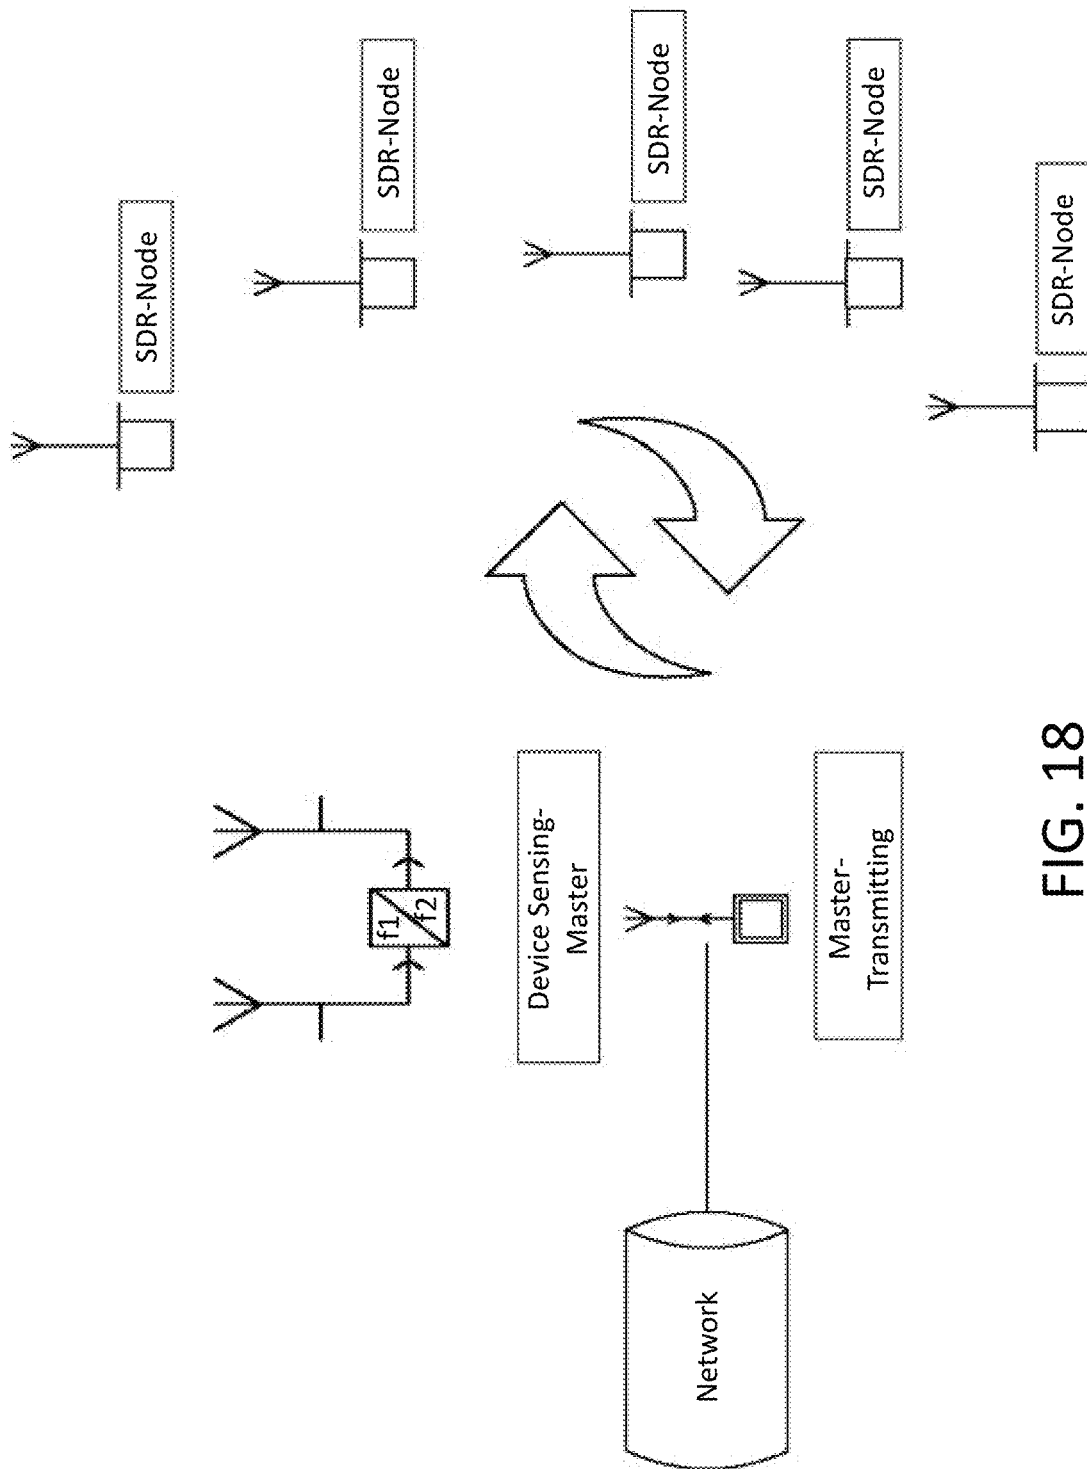 SDR-Node
SDR-Node
SDR-Node
SDR-Node
SDR-Node
f1
f2
Device Sensing-
Master
Master-
Transmitting
Network
FIG. 18